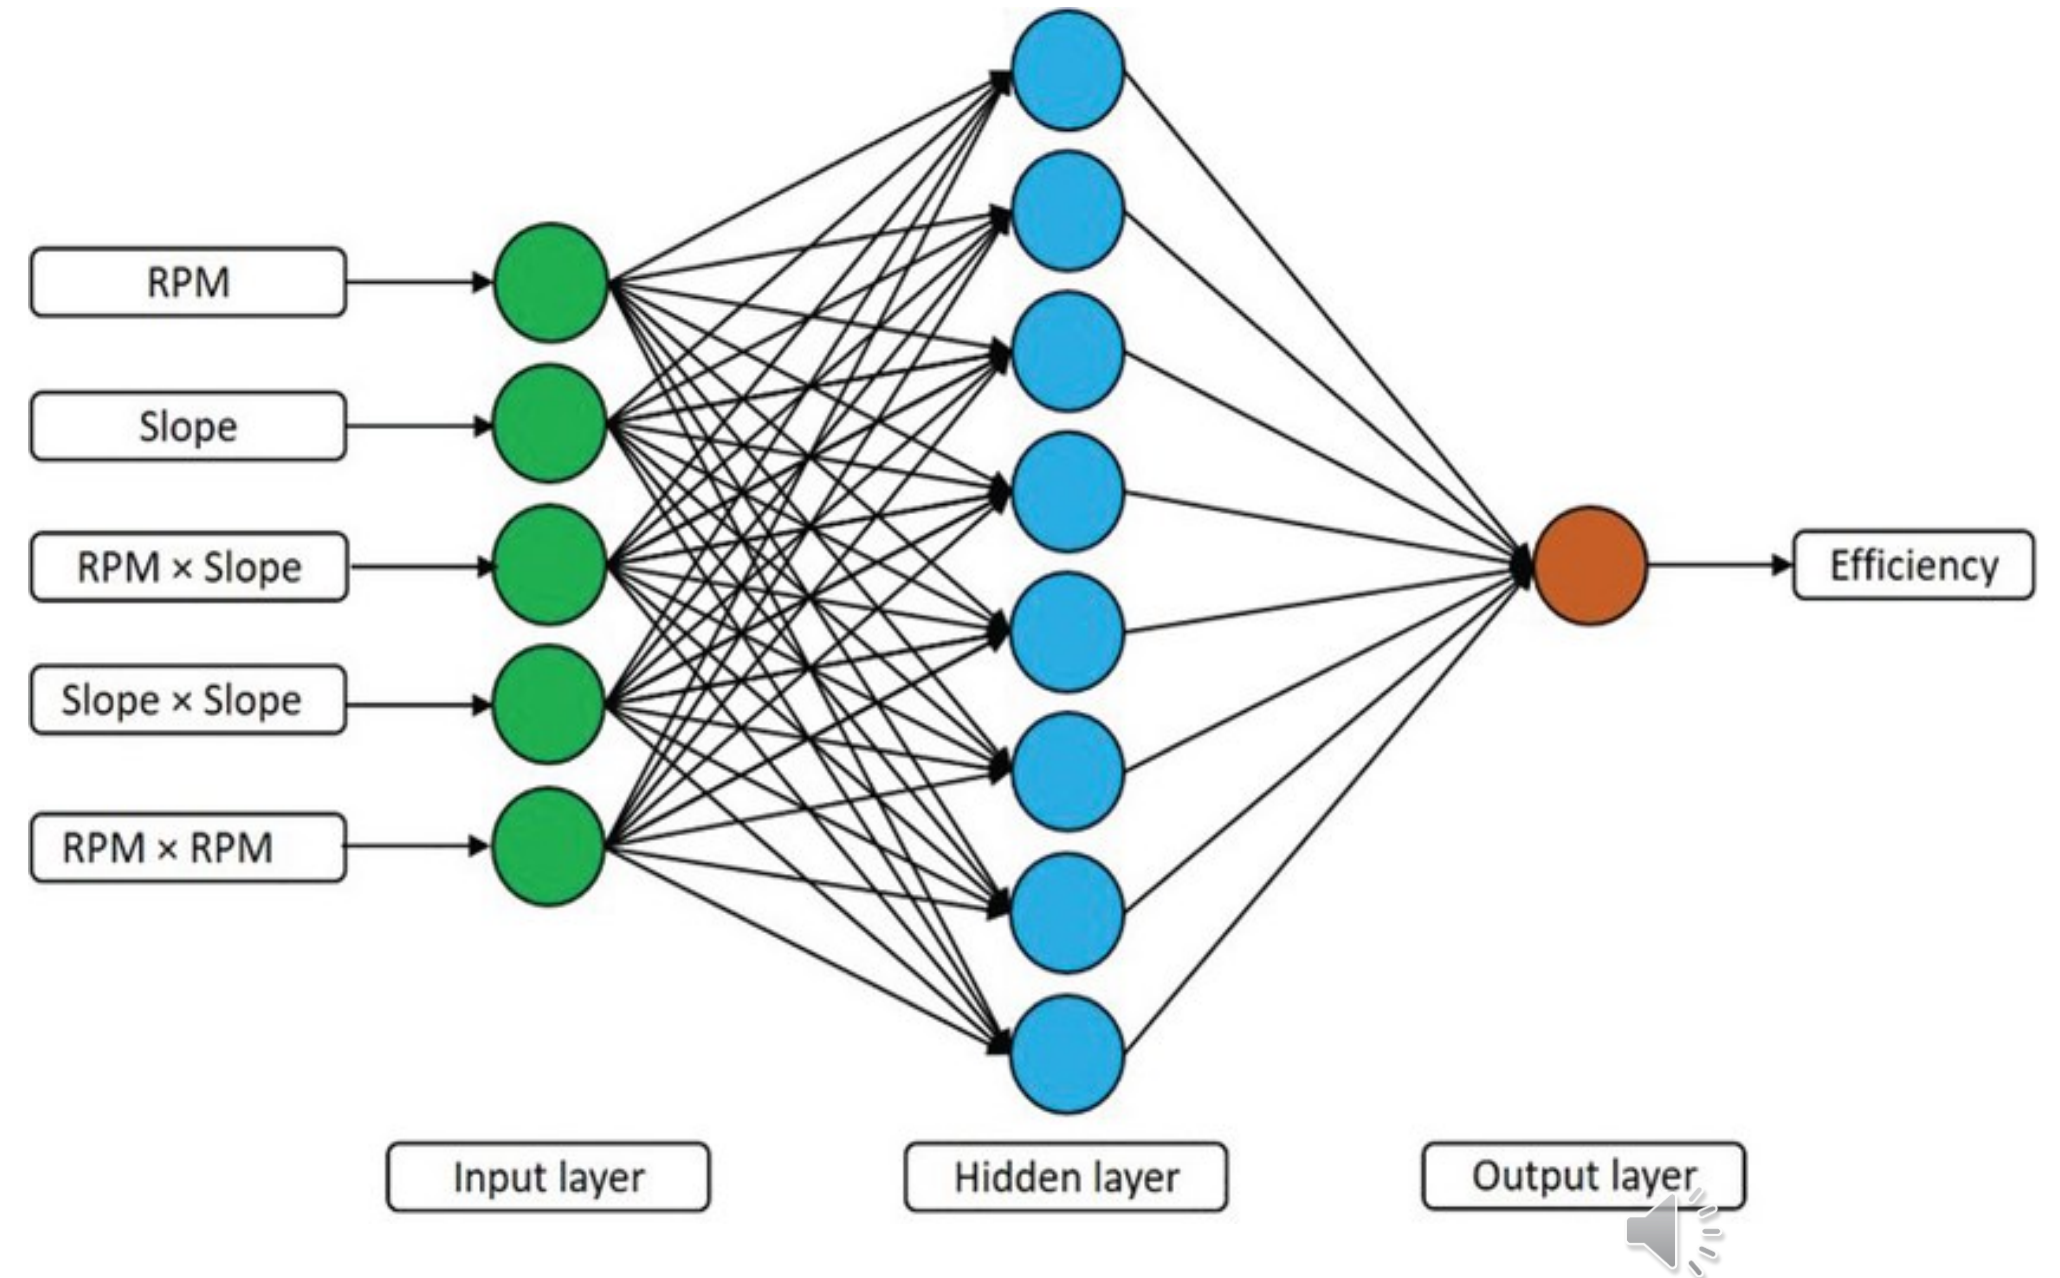 RPM
Slope
RPM × Slope
Slope × Slope
RPM × RPM
Efficiency
Input layer
Hidden layer
Output layer